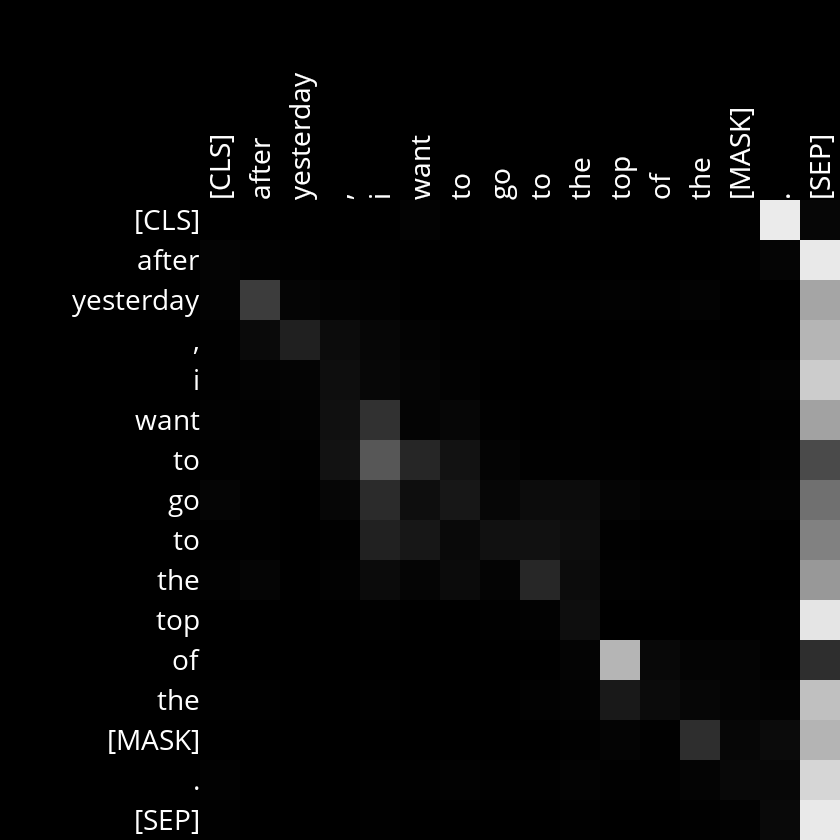 [CLS] after yesterday , i want to go to the top of the [MASK] . [SEP]
[CLS]
after
yesterday
,
i
want
to
go
to
the
top
of
the
[MASK]
.
[SEP]